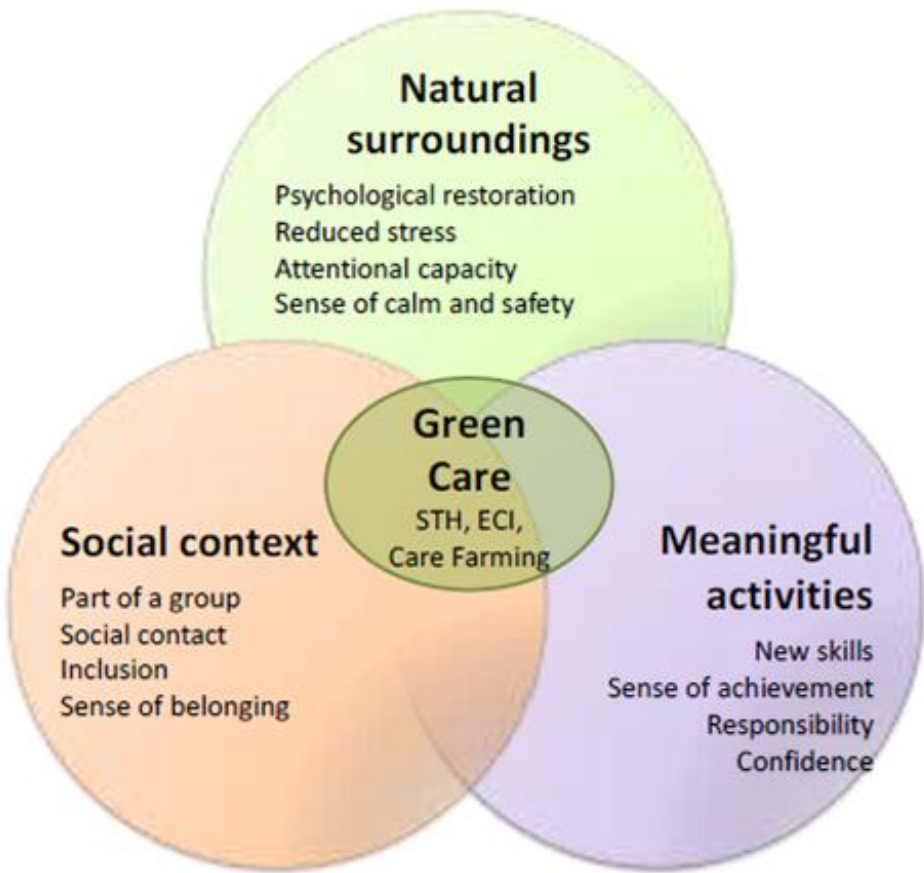 Natural
surroundings
Psychological restoration
Reduced stress
Attentional capacity
Sense of calm and safety
Green
Care
STH, ECI,
Care Farming
Social context
Part of a group
Social contact
Inclusion
Sense of belonging
Meaningful
activities
New skills
Sense of achievement
Responsibility
Confidence